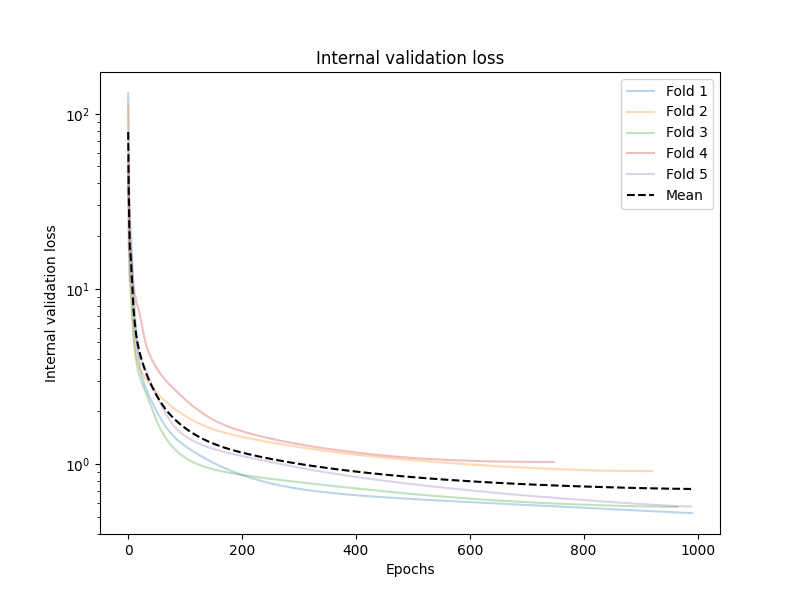 Internal validation loss
Fold 1
Fold 2
Fold 3
Fold 4
Fold 5
Mean
Internal validation loss
10²
10¹
10⁰
0
200
400
600
800
1000
Epochs